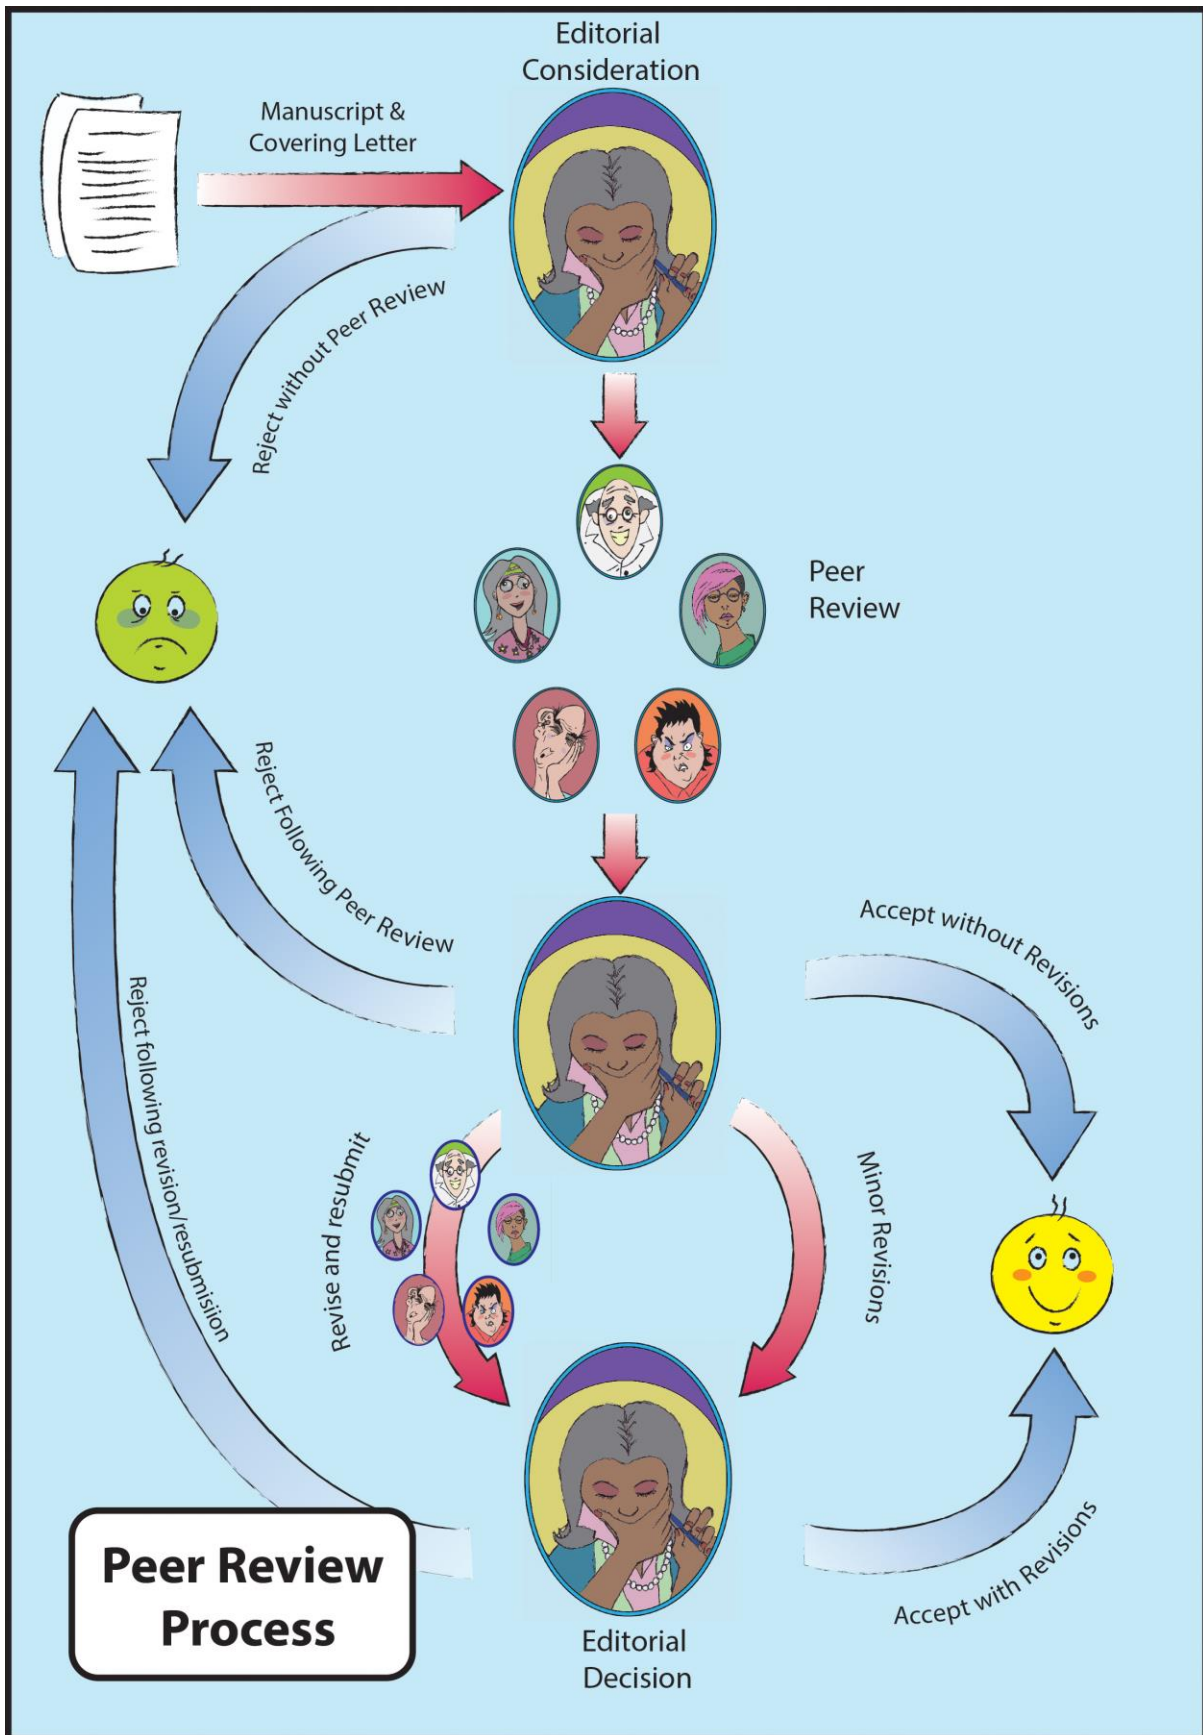 Editorial
Consideration
Manuscript &
Covering Letter
Reject without Peer Review
Peer
Review
Reject Following Peer Review
Accept without Revisions
Reject following revision/resubmisiion
Revise and resubmit
Minor Revisions
Accept with Revisions
Peer Review
Process
Editorial
Decision